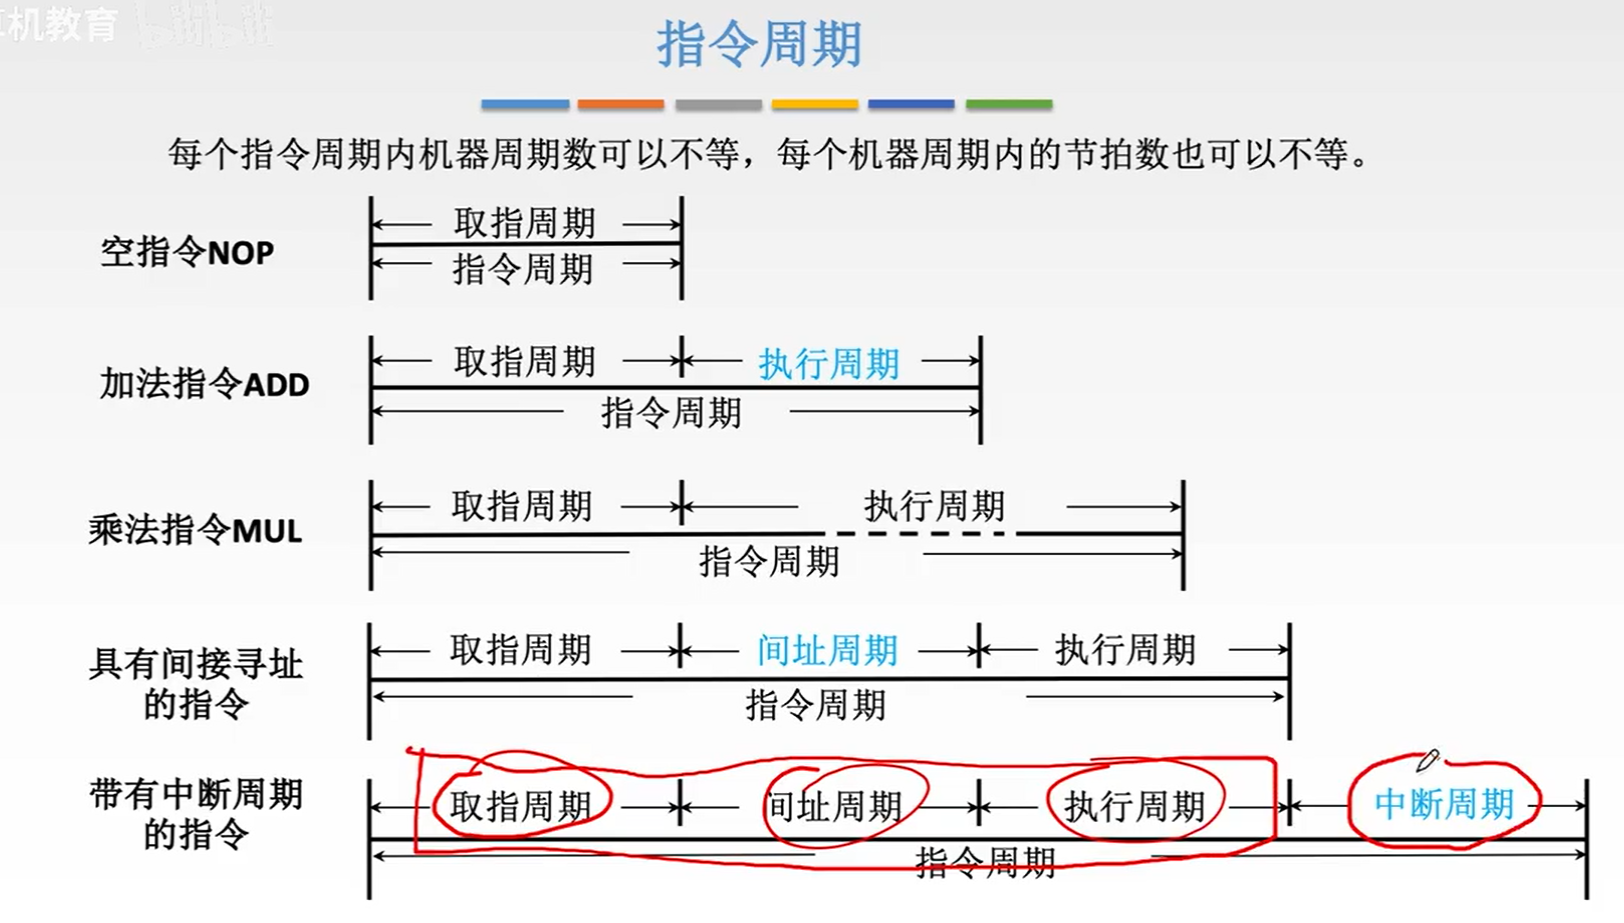 机教育 bilibili
指令周期
每个指令周期内机器周期数可以不等，每个机器周期内的节拍数也可以不等。
空指令NOP
取指周期
指令周期
加法指令ADD
取指周期 执行周期
指令周期
乘法指令MUL
取指周期 执行周期
指令周期
具有间接寻址
的指令
取指周期 间址周期 执行周期
指令周期
带有中断周期
的指令
取指周期 间址周期 执行周期 中断周期
指令周期